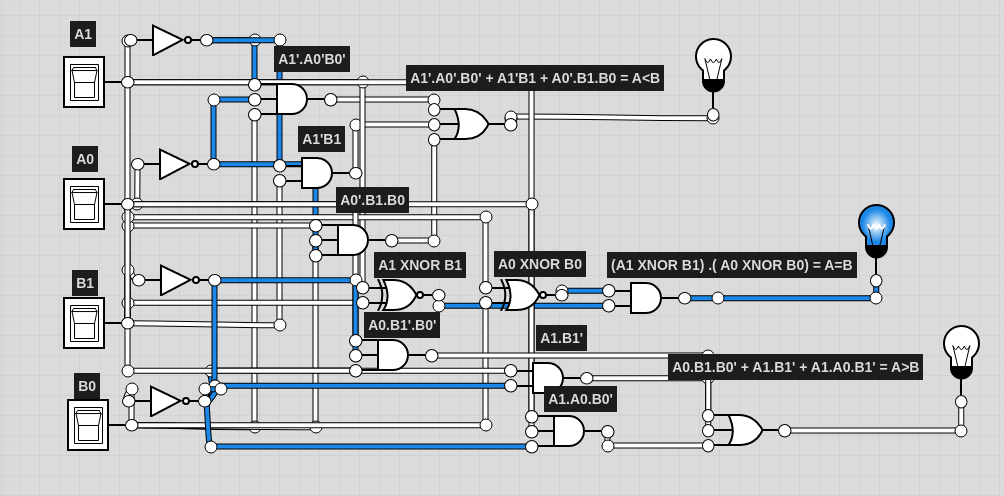 A1
A1'.A0'B0'
A1'.A0'.B0' + A1'B1 + A0'.B1.B0 = A<B
A1'B1
A0
A0'.B1.B0
A1 XNOR B1
A0 XNOR B0
(A1 XNOR B1) .( A0 XNOR B0) = A=B
B1
A0.B1'.B0'
A1.B1'
A0.B1.B0' + A1.B1' + A1.A0.B1' = A>B
B0
A1.A0.B0'